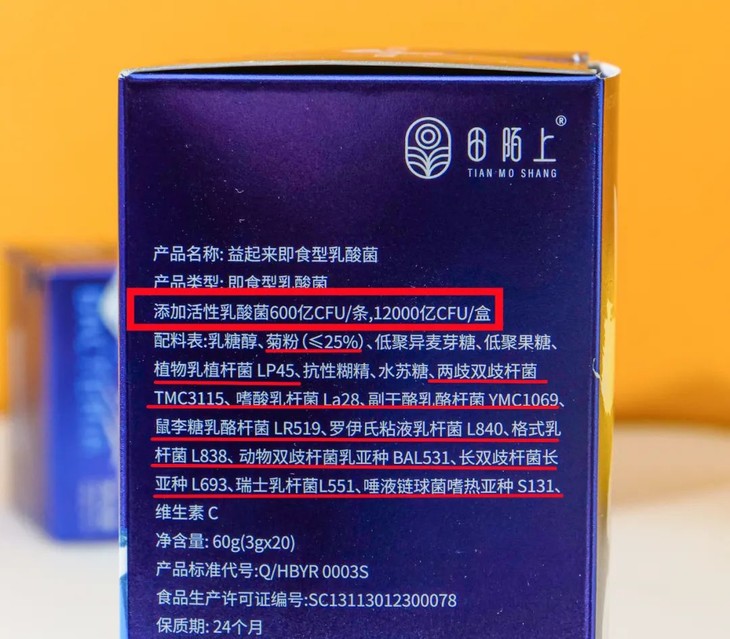 田陌上®
TIAN MO SHANG
产品名称: 益起来即食型乳酸菌
产品类型: 即食型乳酸菌
添加活性乳酸菌600亿CFU/条,12000亿CFU/盒
配料表:乳糖醇、菊粉(≤25%)、低聚异麦芽糖、低聚果糖、
植物乳植杆菌 LP45、抗性糊精、水苏糖、两歧双歧杆菌
TMC3115、嗜酸乳杆菌 La28、副干酪乳酪杆菌 YMC1069、
鼠李糖乳酪杆菌 LR519、罗伊氏粘液乳杆菌 L840、格式乳
杆菌 L838、动物双歧杆菌乳亚种 BAL531、长双歧杆菌长
亚种 L693、瑞士乳杆菌L551、唾液链球菌嗜热亚种 S131、
维生素 C
净含量: 60g(3gx20)
产品标准代号:Q/HBYR 0003S
食品生产许可证编号:SC13113012300078
保质期: 24个月